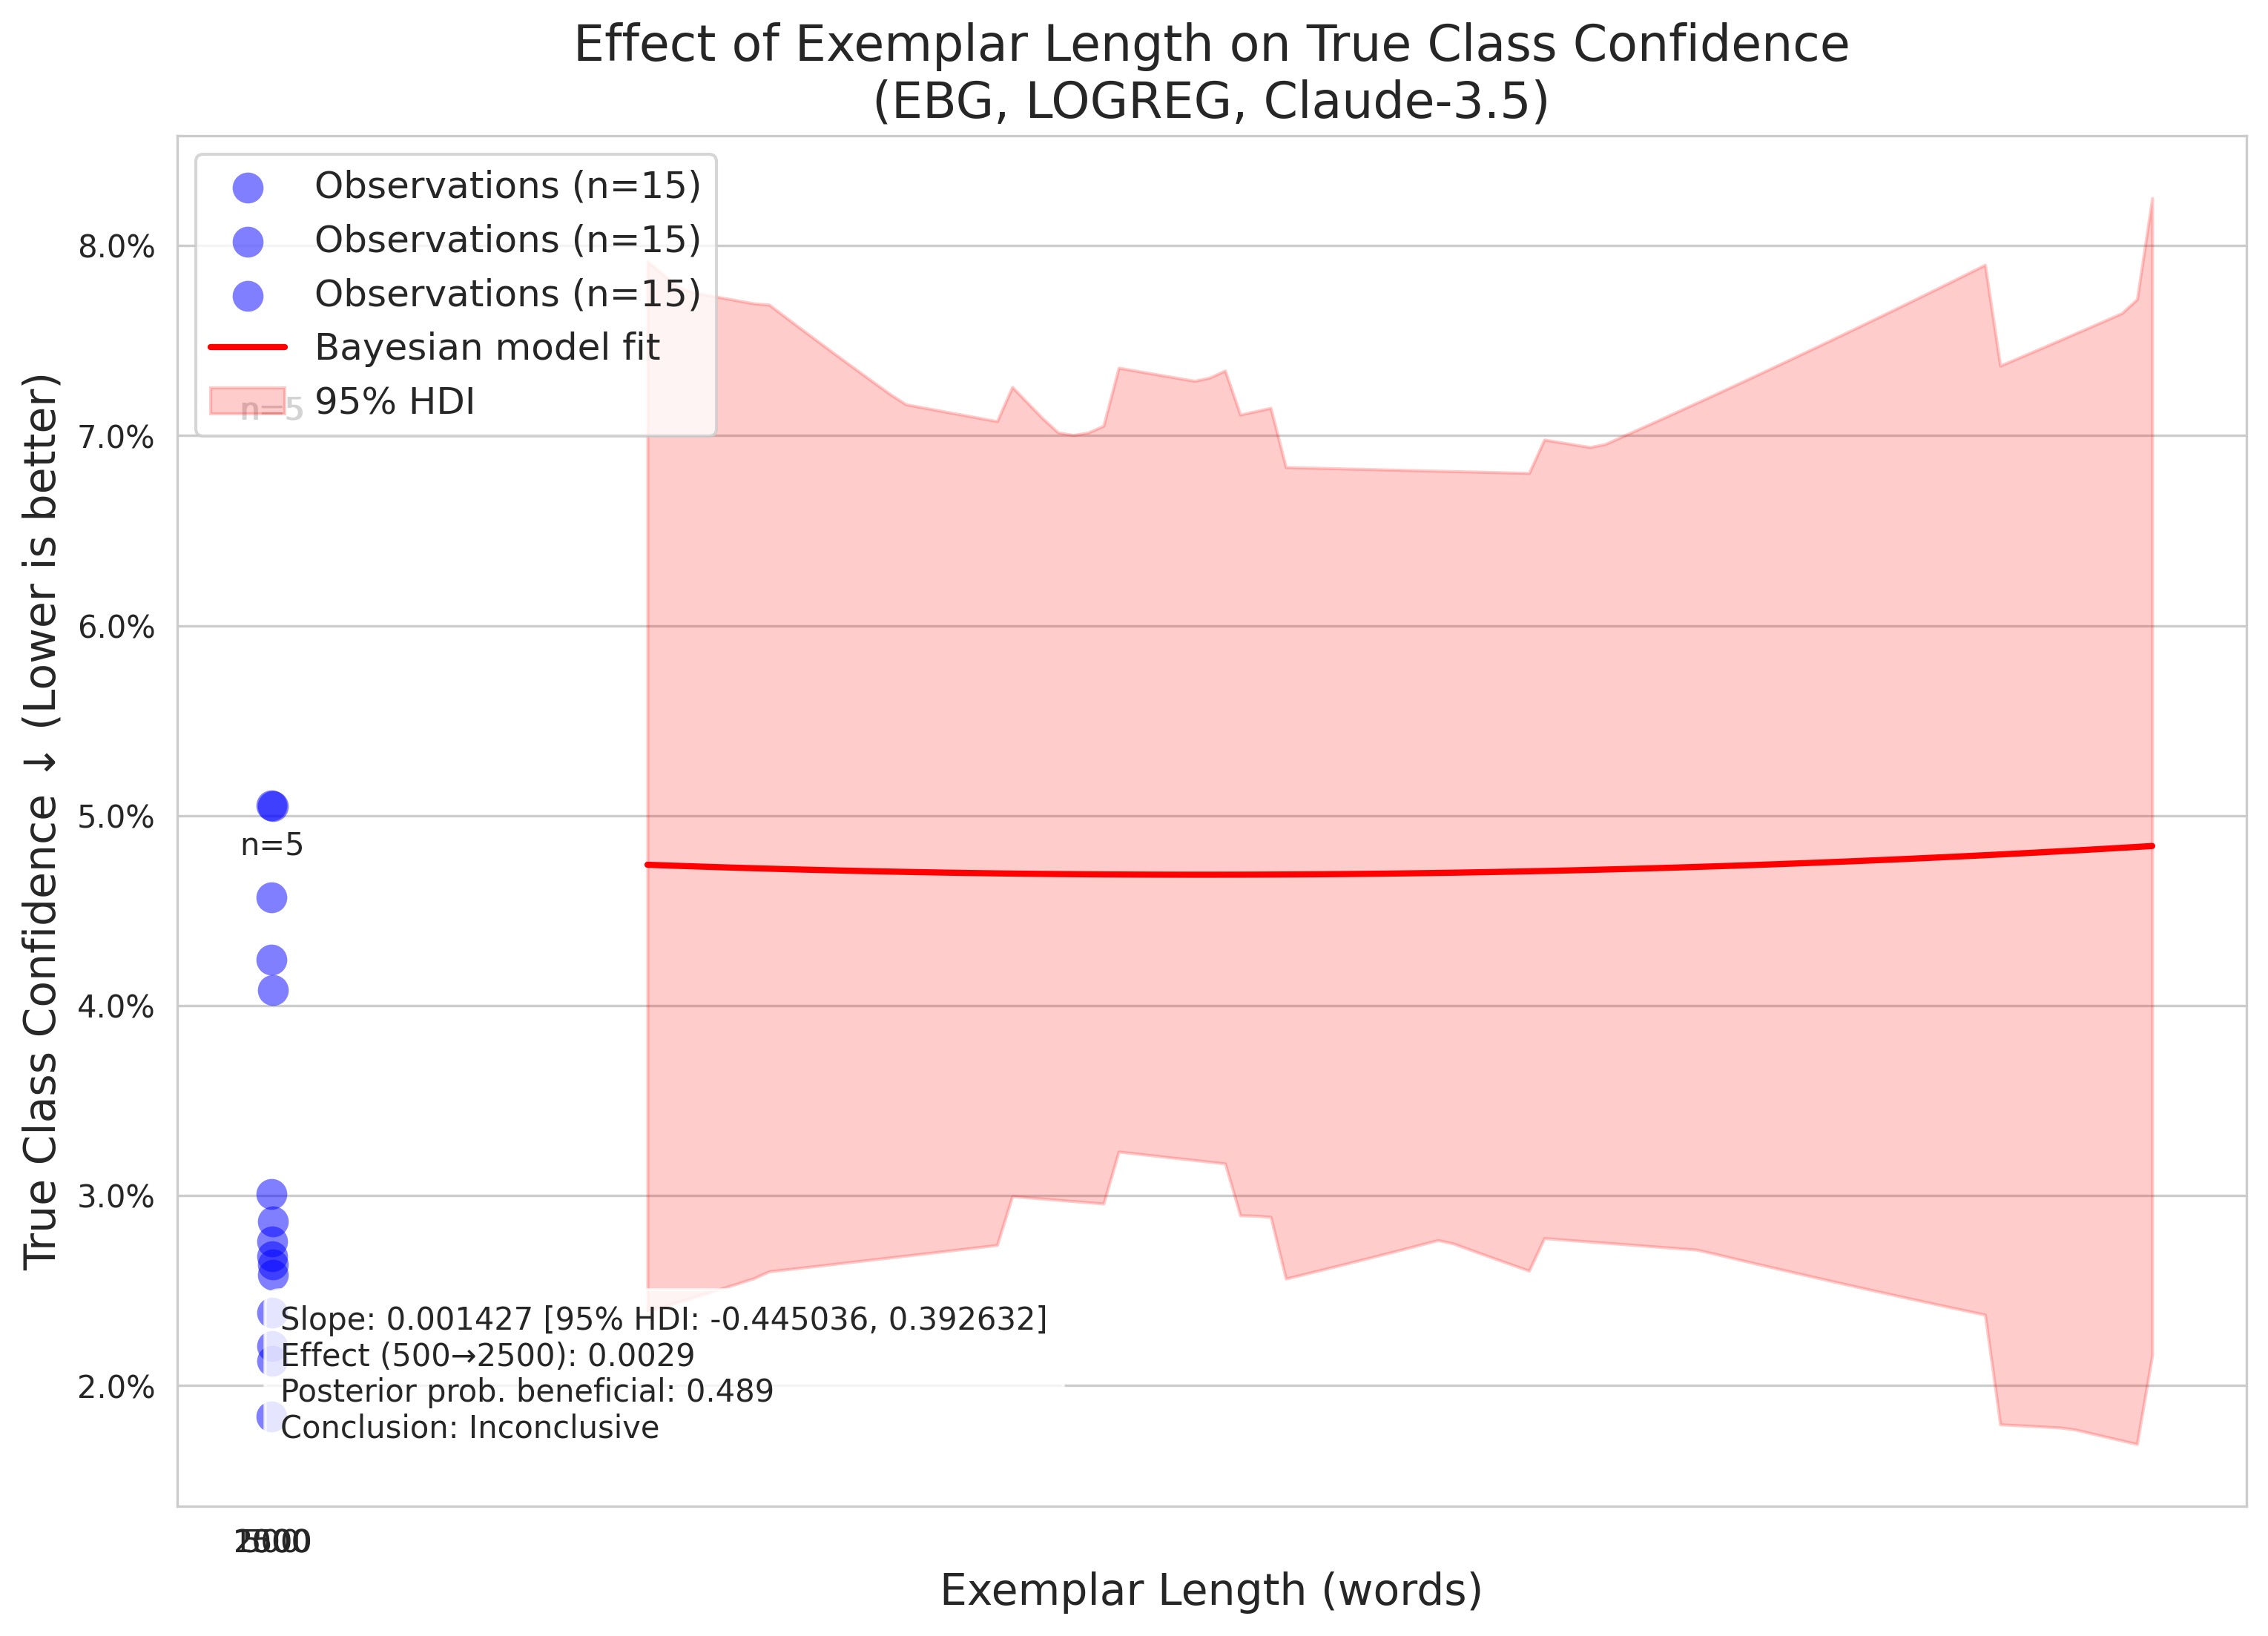 Effect of Exemplar Length on True Class Confidence
(EBG, LOGREG, Claude-3.5)
Observations (n=15)
Observations (n=15)
Observations (n=15)
Bayesian model fit
95% HDI
n=5
n=5
8.0%
7.0%
6.0%
5.0%
4.0%
3.0%
2.0%
True Class Confidence ↓ (Lower is better)
Slope: 0.001427 [95% HDI: -0.445036, 0.392632]
Effect (500→2500): 0.0029
Posterior prob. beneficial: 0.489
Conclusion: Inconclusive
Exemplar Length (words)